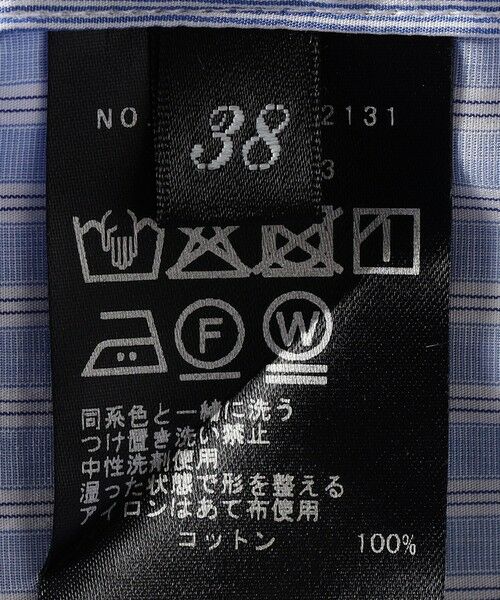 38
NO. 2131
3
F
W
同系色と一緒に洗う
つけ置き洗い禁止
中性洗剤使用
湿った状態で形を整える
アイロンはあて布使用
コットン 100%